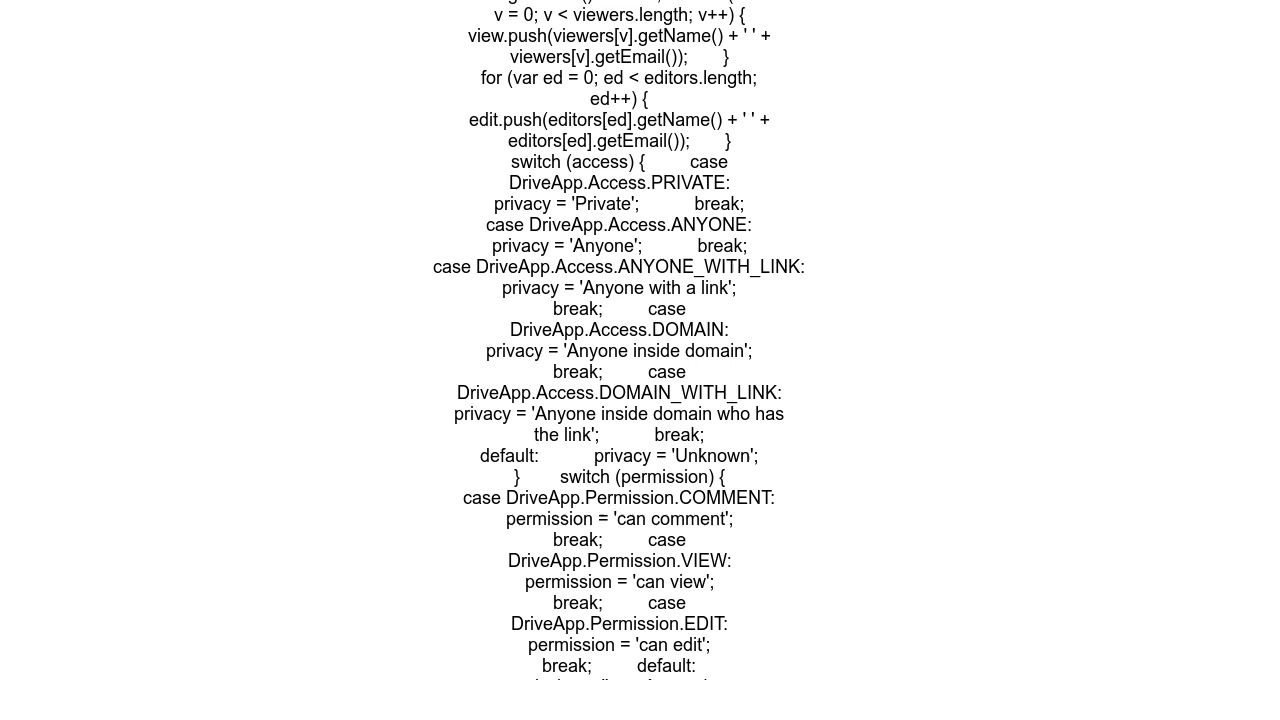 v = 0; v < viewers.length; v++) {
view.push(viewers[v].getName() + ' ' +
viewers[v].getEmail());       }
for (var ed = 0; ed < editors.length;
ed++) {
edit.push(editors[ed].getName() + ' ' +
editors[ed].getEmail());       }
switch (access) {         case
DriveApp.Access.PRIVATE:
privacy = 'Private';           break;
case DriveApp.Access.ANYONE:
privacy = 'Anyone';           break;
case DriveApp.Access.ANYONE_WITH_LINK:
privacy = 'Anyone with a link';
break;         case
DriveApp.Access.DOMAIN:
privacy = 'Anyone inside domain';
break;         case
DriveApp.Access.DOMAIN_WITH_LINK:
privacy = 'Anyone inside domain who has
the link';           break;
default:           privacy = 'Unknown';
}        switch (permission) {
case DriveApp.Permission.COMMENT:
permission = 'can comment';
break;         case
DriveApp.Permission.VIEW:
permission = 'can view';
break;         case
DriveApp.Permission.EDIT:
permission = 'can edit';
break;         default: